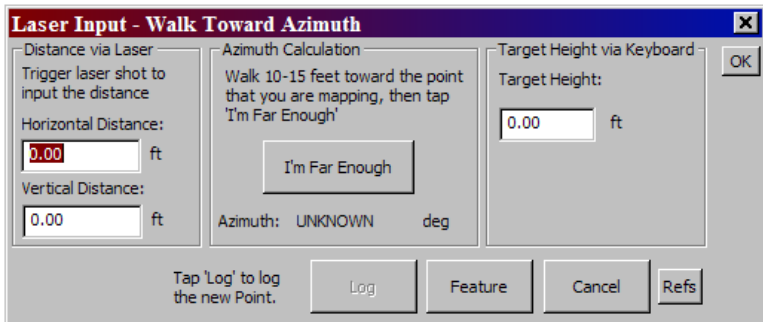 Laser Input - Walk Toward Azimuth
Distance via Laser
Trigger laser shot to
input the distance
Horizontal Distance:
0.00 ft
Vertical Distance:
0.00 ft
Azimuth Calculation
Walk 10-15 feet toward the point
that you are mapping, then tap
'I'm Far Enough'
I'm Far Enough
Azimuth: UNKNOWN deg
Target Height via Keyboard
Target Height:
0.00 ft
OK
Tap 'Log' to log
the new Point.
Log
Feature
Cancel
Refs